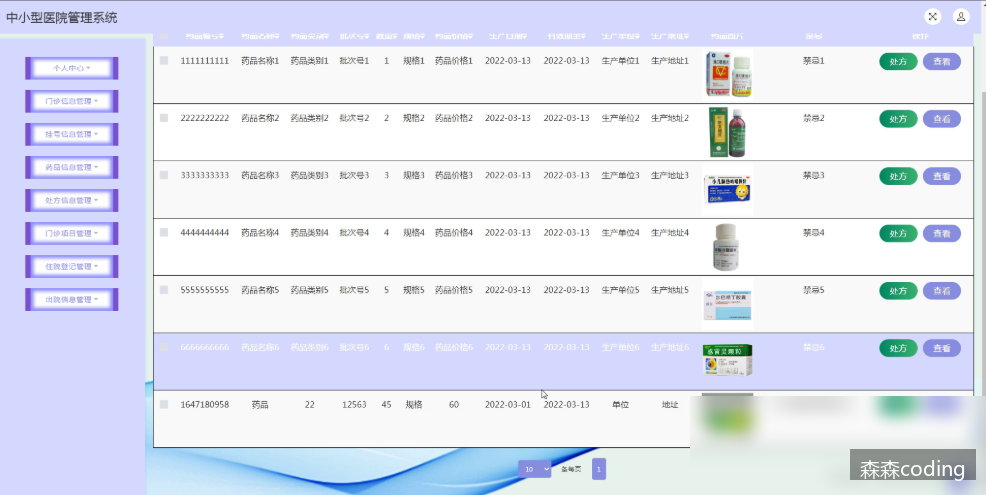 中小型医院管理系统
药品编号 药品名称 药品类别 批次号 数量 规格 药品价格 生产日期 有效期至 生产单位 生产地址 药品图片 禁忌 操作
个人中心
门诊信息管理
挂号信息管理
药品信息管理
处方信息管理
门诊项目管理
住院登记管理
出院信息管理
1111111111 药品名称1 药品类别1 批次号1 1 规格1 药品价格1 2022-03-13 2022-03-13 生产单位1 生产地址1 禁忌1 处方 查看
2222222222 药品名称2 药品类别2 批次号2 2 规格2 药品价格2 2022-03-13 2022-03-13 生产单位2 生产地址2 禁忌2 处方 查看
3333333333 药品名称3 药品类别3 批次号3 3 规格3 药品价格3 2022-03-13 2022-03-13 生产单位3 生产地址3 禁忌3 处方 查看
4444444444 药品名称4 药品类别4 批次号4 4 规格4 药品价格4 2022-03-13 2022-03-13 生产单位4 生产地址4 禁忌4 处方 查看
5555555555 药品名称5 药品类别5 批次号5 5 规格5 药品价格5 2022-03-13 2022-03-13 生产单位5 生产地址5 禁忌5 处方 查看
6666666666 药品名称6 药品类别6 批次号6 6 规格6 药品价格6 2022-03-13 2022-03-13 生产单位6 生产地址6 感冒灵颗粒 禁忌6 处方 查看
1647180958 药品 22 12563 45 规格 60 2022-03-01 2022-03-13 单位 地址
10 条每页 1
森森coding